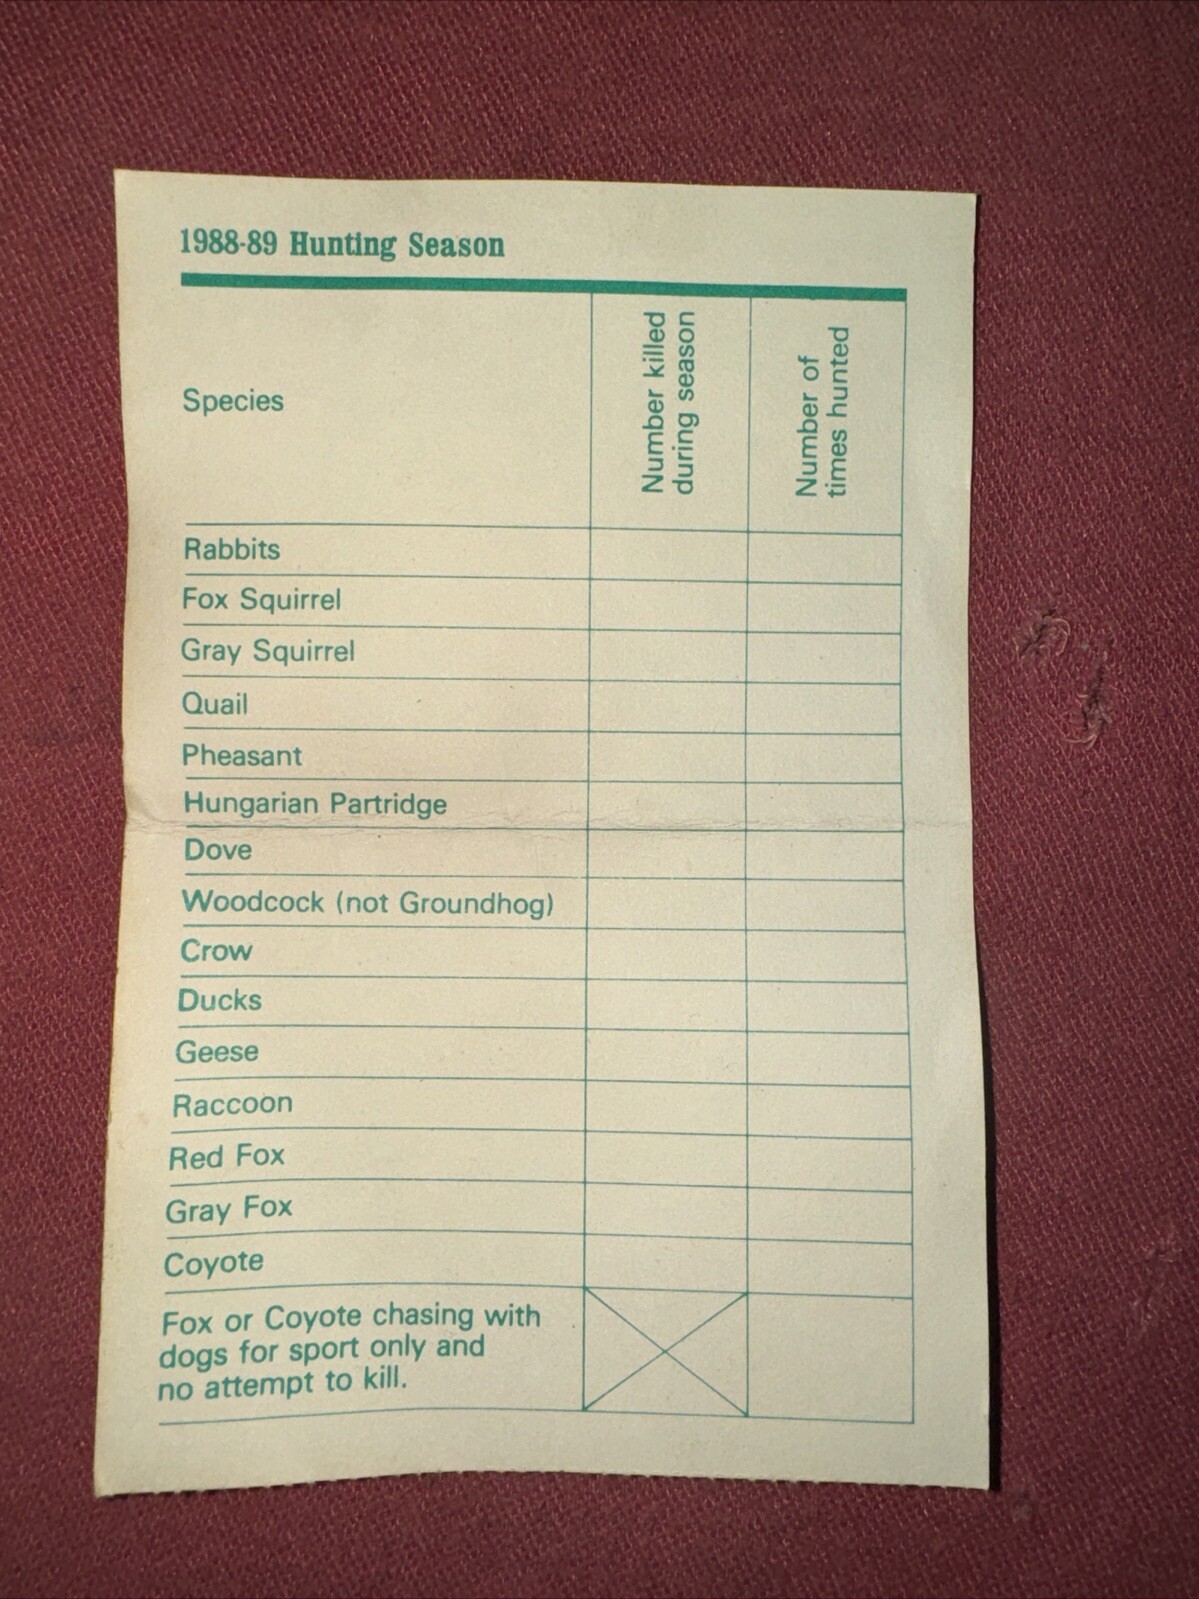 1988-89 Hunting Season
Species
Number killed
during season
Number of
times hunted
Rabbits
Fox Squirrel
Gray Squirrel
Quail
Pheasant
Hungarian Partridge
Dove
Woodcock (not Groundhog)
Crow
Ducks
Geese
Raccoon
Red Fox
Gray Fox
Coyote
Fox or Coyote chasing with
dogs for sport only and
no attempt to kill.